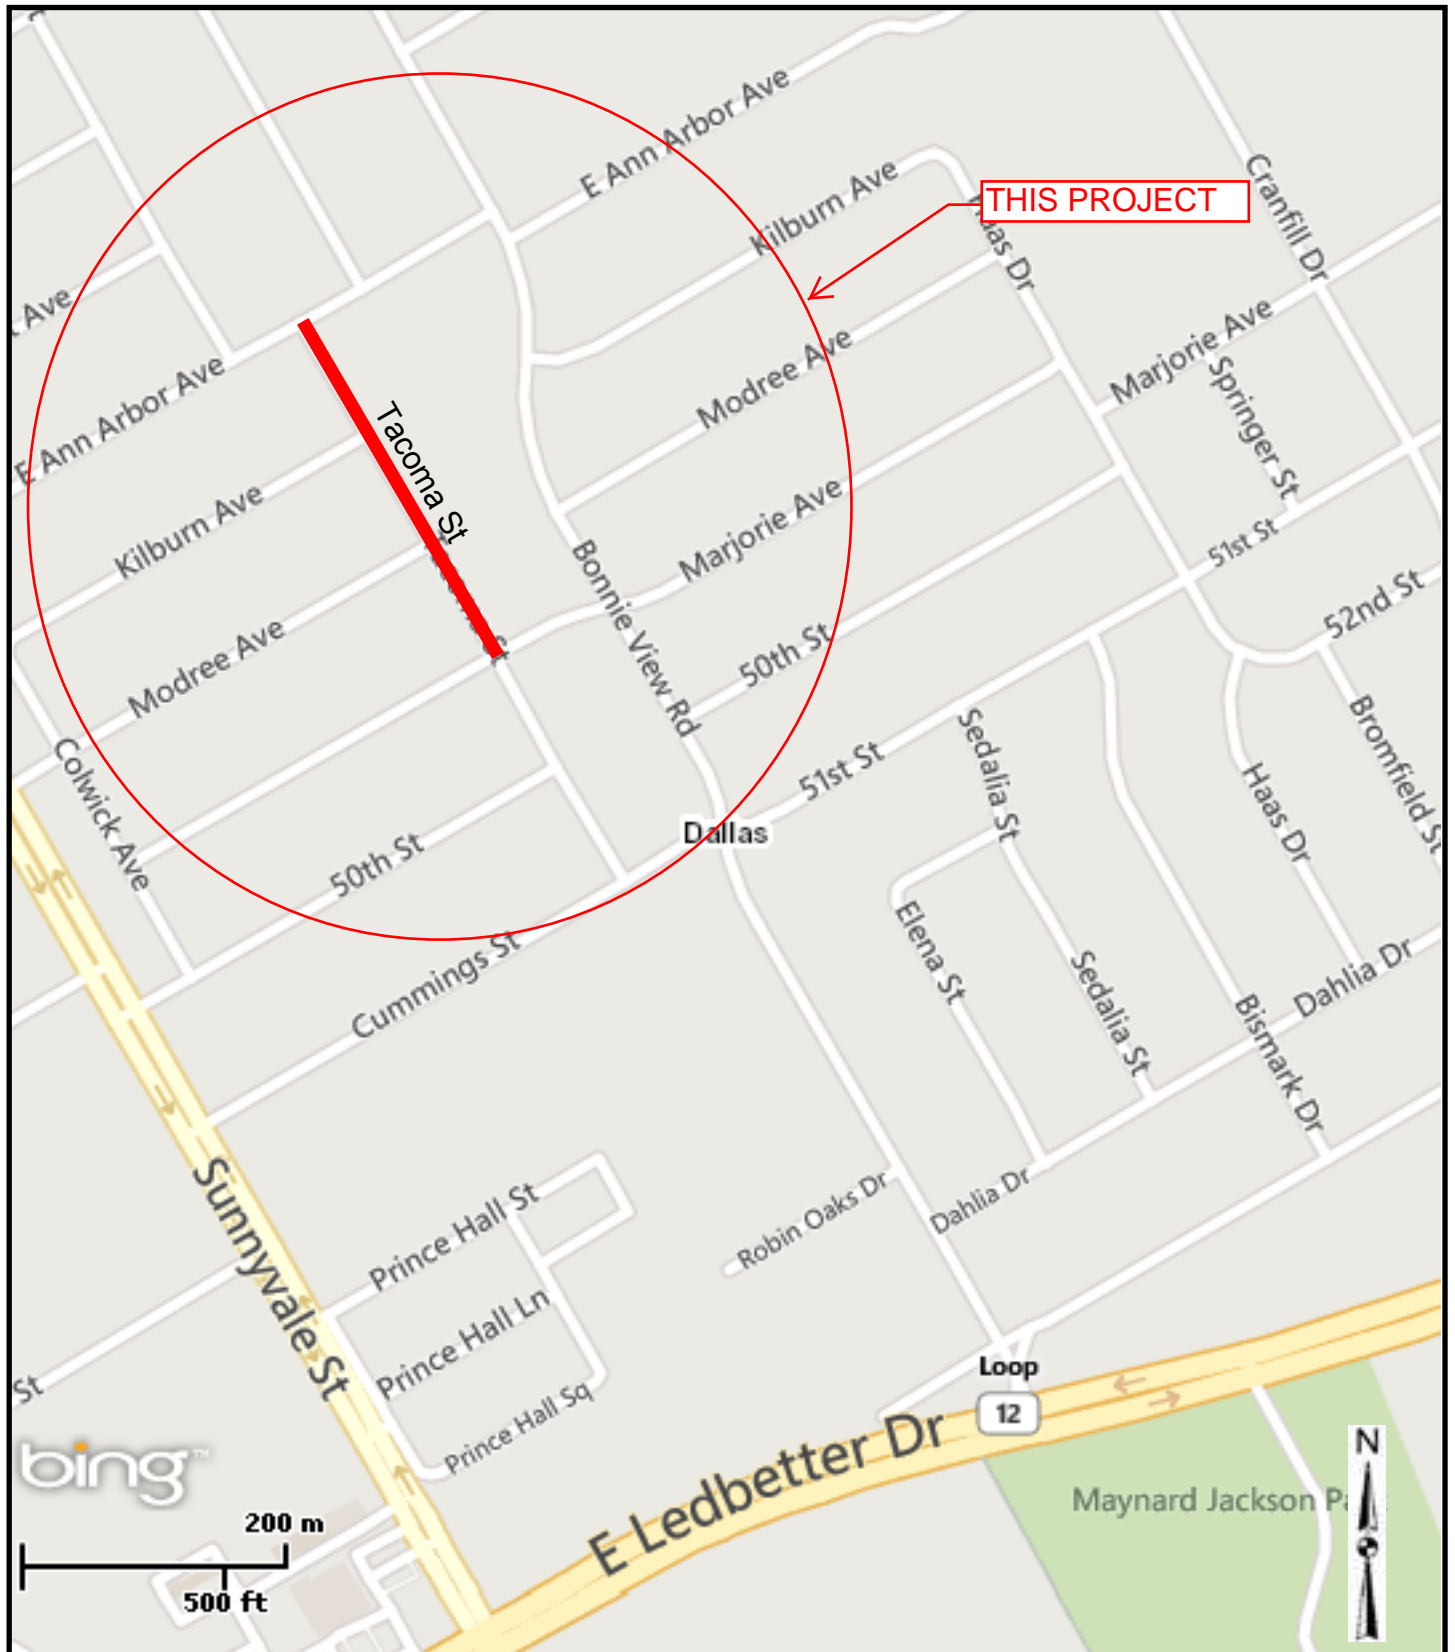 E Ann Arbor Ave
Kilburn Ave
THIS PROJECT
Cranfill Dr
Haas Dr
Ave
Modree Ave
Marjorie Ave
Springer St
E Ann Arbor Ave
Tacoma St
Kilburn Ave
Marjorie Ave
51st St
Bonnie View Rd
52nd St
Modree Ave
50th St
Colwick Ave
51st St
Sedalia St
Bromfield St
Dallas
Haas Dr
50th St
Elena St
Cummings St
Sedalia St
Dahlia Dr
Bismark Dr
Sunnyvale St
Prince Hall St
Robin Oaks Dr
Dahlia Dr
Prince Hall Ln
St
Loop
12
Prince Hall Sq
E Ledbetter Dr
bing™
N
Maynard Jackson Park
200 m
500 ft